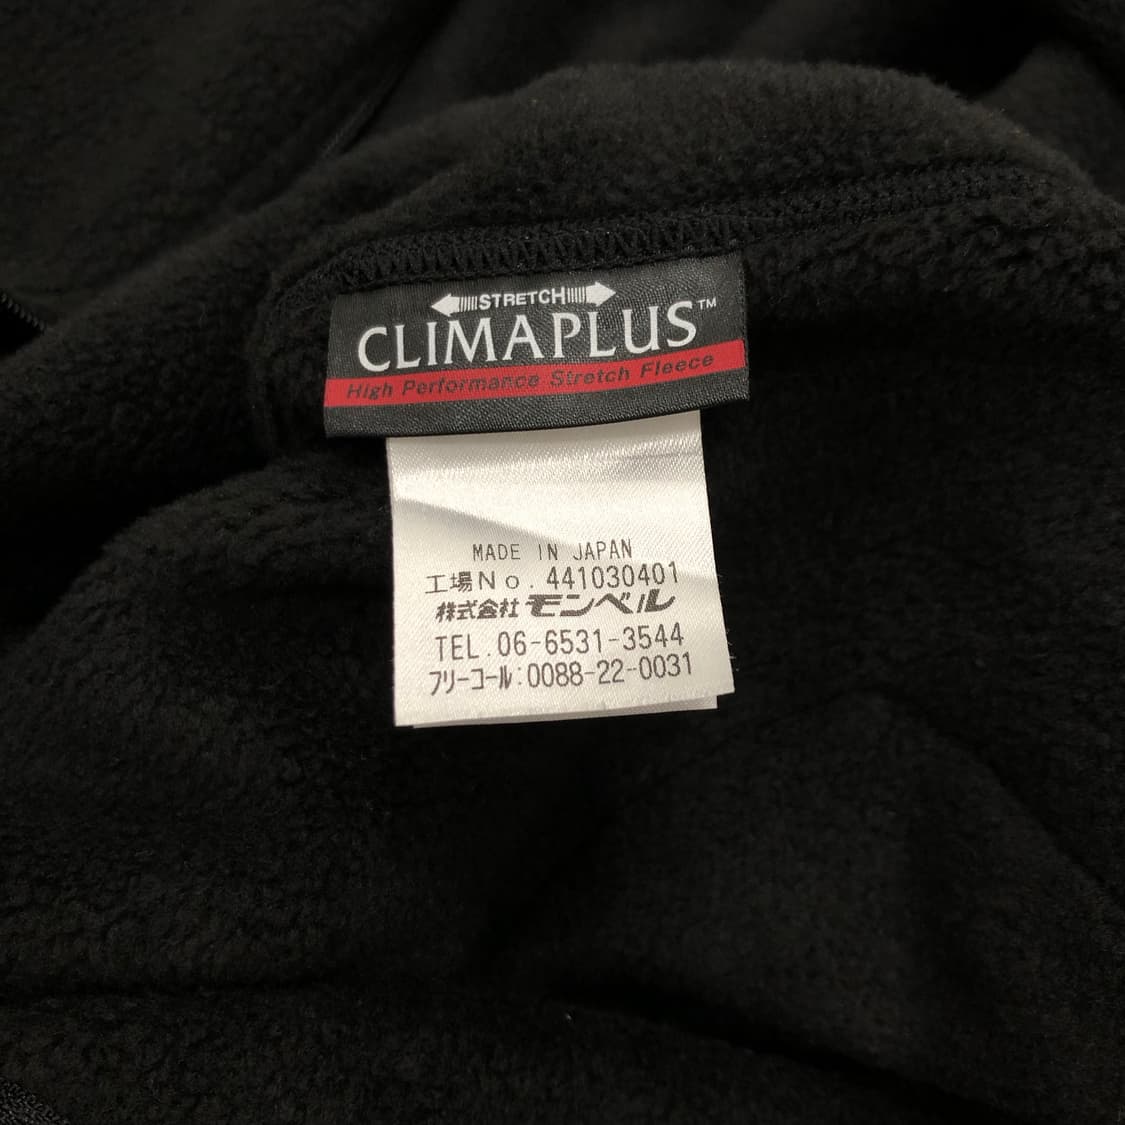 STRETCH
CLIMAPLUS™
High Performance Stretch Fleece
MADE IN JAPAN
工場No. 441030401
株式会社 モンベル
TEL.06-6531-3544
フリーコール:0088-22-0031